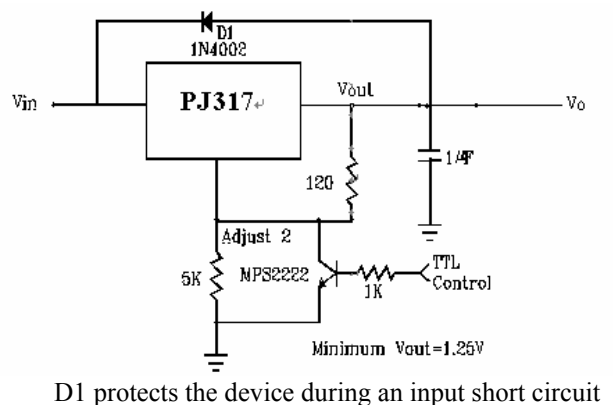 D1
1N4002
Vin
PJ317↵
Vout
Vo
120
1μF
Adjust 2
5K
MPS2222
1K
TTL
Control
Minimum Vout=1.25V
D1 protects the device during an input short circuit